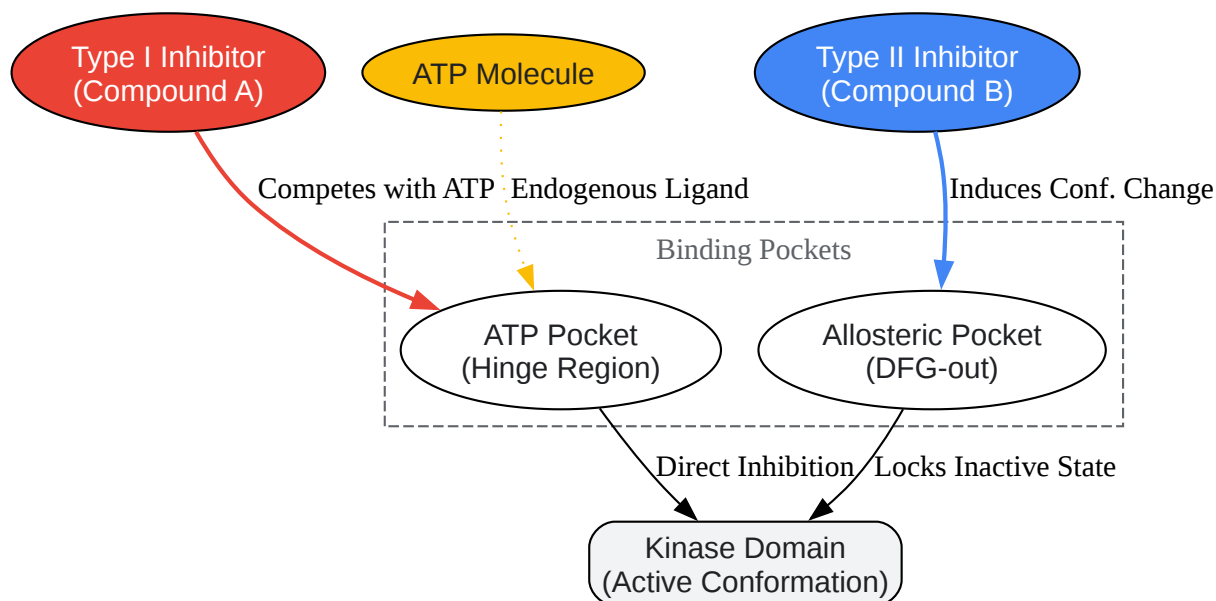 Type I Inhibitor
(Compound A)
ATP Molecule
Type II Inhibitor
(Compound B)
Competes with ATP
Endogenous Ligand
Induces Conf. Change
Binding Pockets
ATP Pocket
(Hinge Region)
Allosteric Pocket
(DFG-out)
Direct Inhibition
Locks Inactive State
Kinase Domain
(Active Conformation)